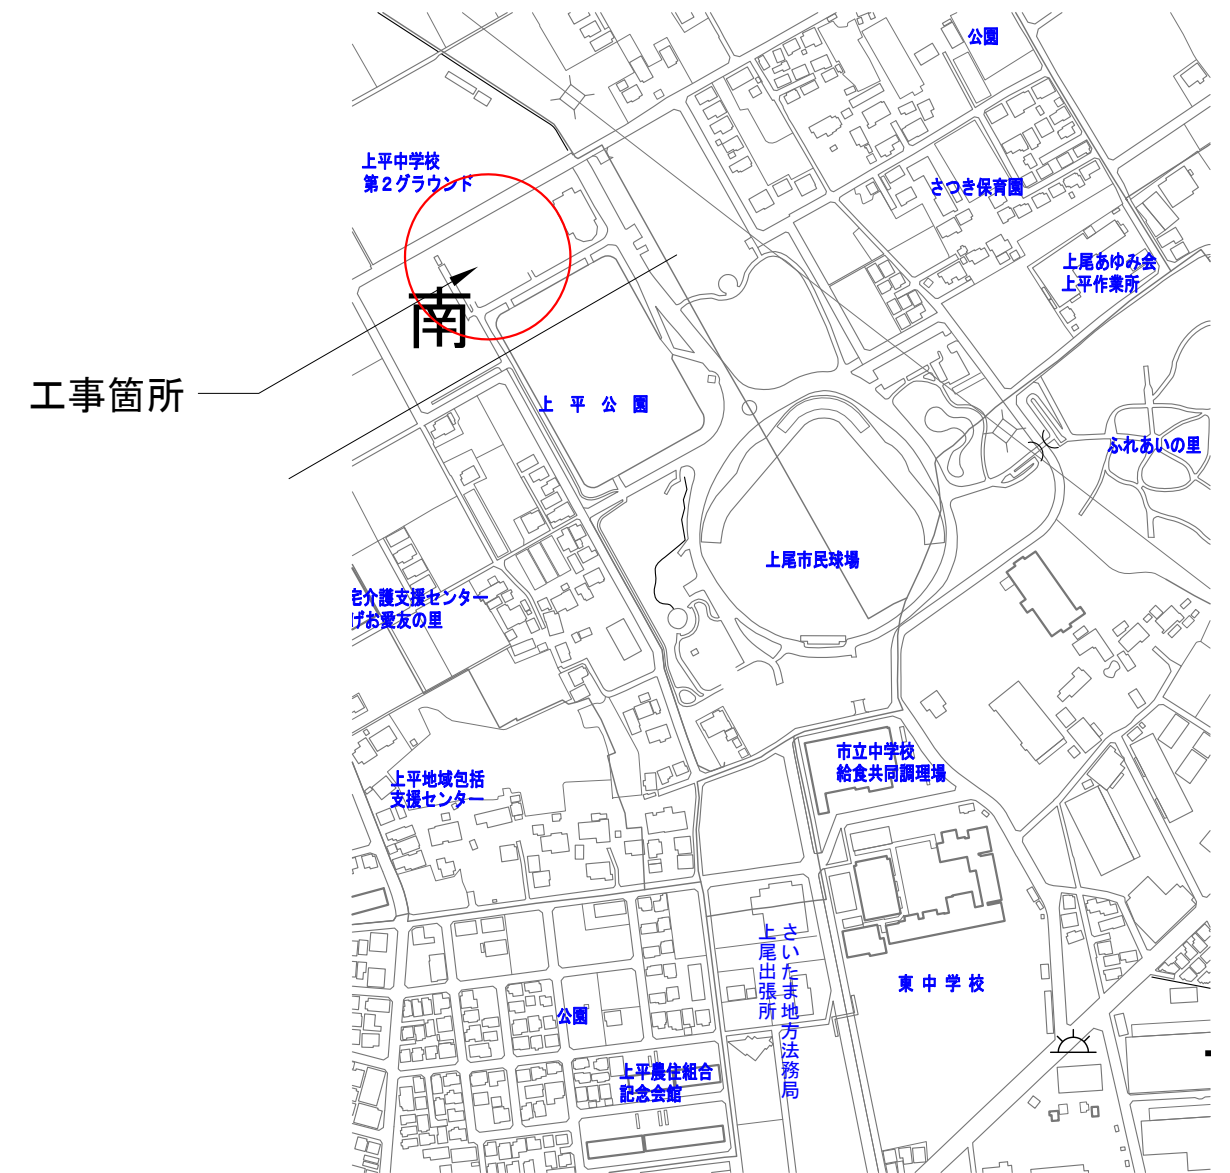 公園
上平中学校
第２グラウンド
さつき保育園
上尾あゆみ会
上平作業所
南
工事箇所
上平公園
ふれあいの里
上尾市民球場
宅介護支援センター
げお愛友の里
市立中学校
給食共同調理場
上平地域包括
支援センター
さいたま地方法務局
上尾出張所
東中学校
公園
上平農住組合
記念会館